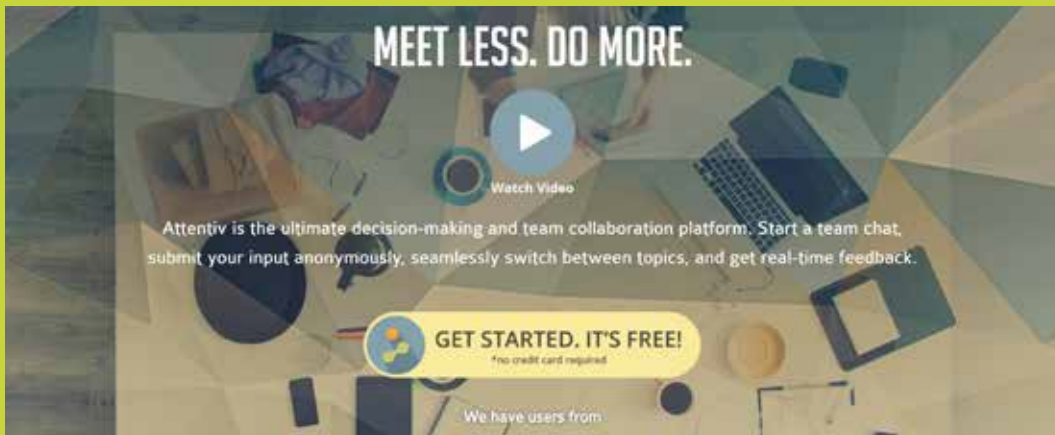 MEET LESS. DO MORE.
Watch Video
Attentiv is the ultimate decision-making and team collaboration platform. Start a team chat,
submit your input anonymously, seamlessly switch between topics, and get real-time feedback.
GET STARTED. IT'S FREE!
*no credit card required
We have users from